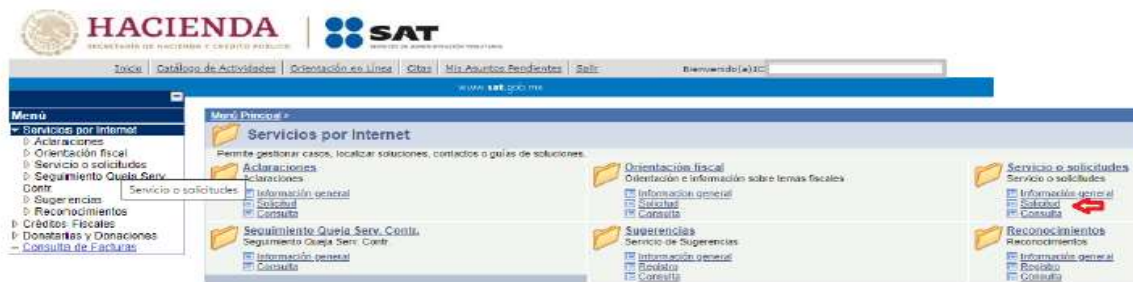 HACIENDA
SECRETARÍA DE HACIENDA Y CRÉDITO PÚBLICO
SAT
SERVICIO DE ADMINISTRACIÓN TRIBUTARIA
Inicio | Catálogo de Actividades | Orientación en Línea | Citas | Mis Asuntos Pendientes | Salir
Bienvenido(a)
www.sat.gob.mx
Menú
Servicios por Internet
Aclaraciones
Orientación fiscal
Servicio o solicitudes
Seguimiento Queja Serv.
Contr.
Servicio o solicitudes
Sugerencias
Reconocimientos
Créditos Fiscales
Donatarias y Donaciones
Consulta de Facturas
Menú Principal >
Servicios por Internet
Permite gestionar casos, localizar soluciones, contactos o guías de soluciones.
Aclaraciones
Aclaraciones
Información general
Solicitud
Consulta
Orientación fiscal
Orientación e información sobre temas fiscales
Información general
Solicitud
Consulta
Servicio o solicitudes
Servicio o solicitudes
Información general
Solicitud
Consulta
Seguimiento Queja Serv. Contr.
Seguimiento Queja Serv. Contr.
Información general
Consulta
Sugerencias
Servicio de Sugerencias
Información general
Registro
Consulta
Reconocimientos
Reconocimientos
Información general
Registro
Consulta